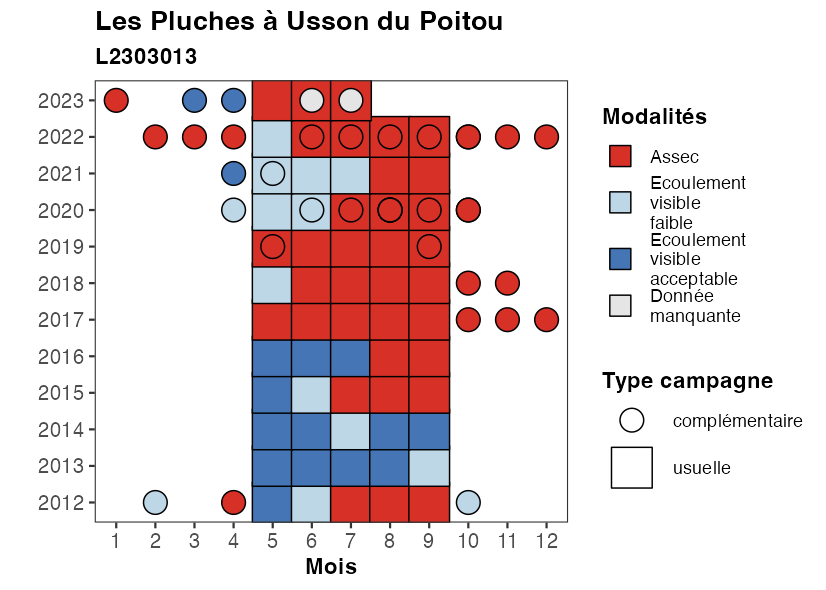 Les Pluches à Usson du Poitou
L2303013
2023
2022
2021
2020
2019
2018
2017
2016
2015
2014
2013
2012
1 2 3 4 5 6 7 8 9 10 11 12
Mois
Modalités
Assec
Ecoulement
visible
faible
Ecoulement
visible
acceptable
Donnée
manquante
Type campagne
complémentaire
usuelle